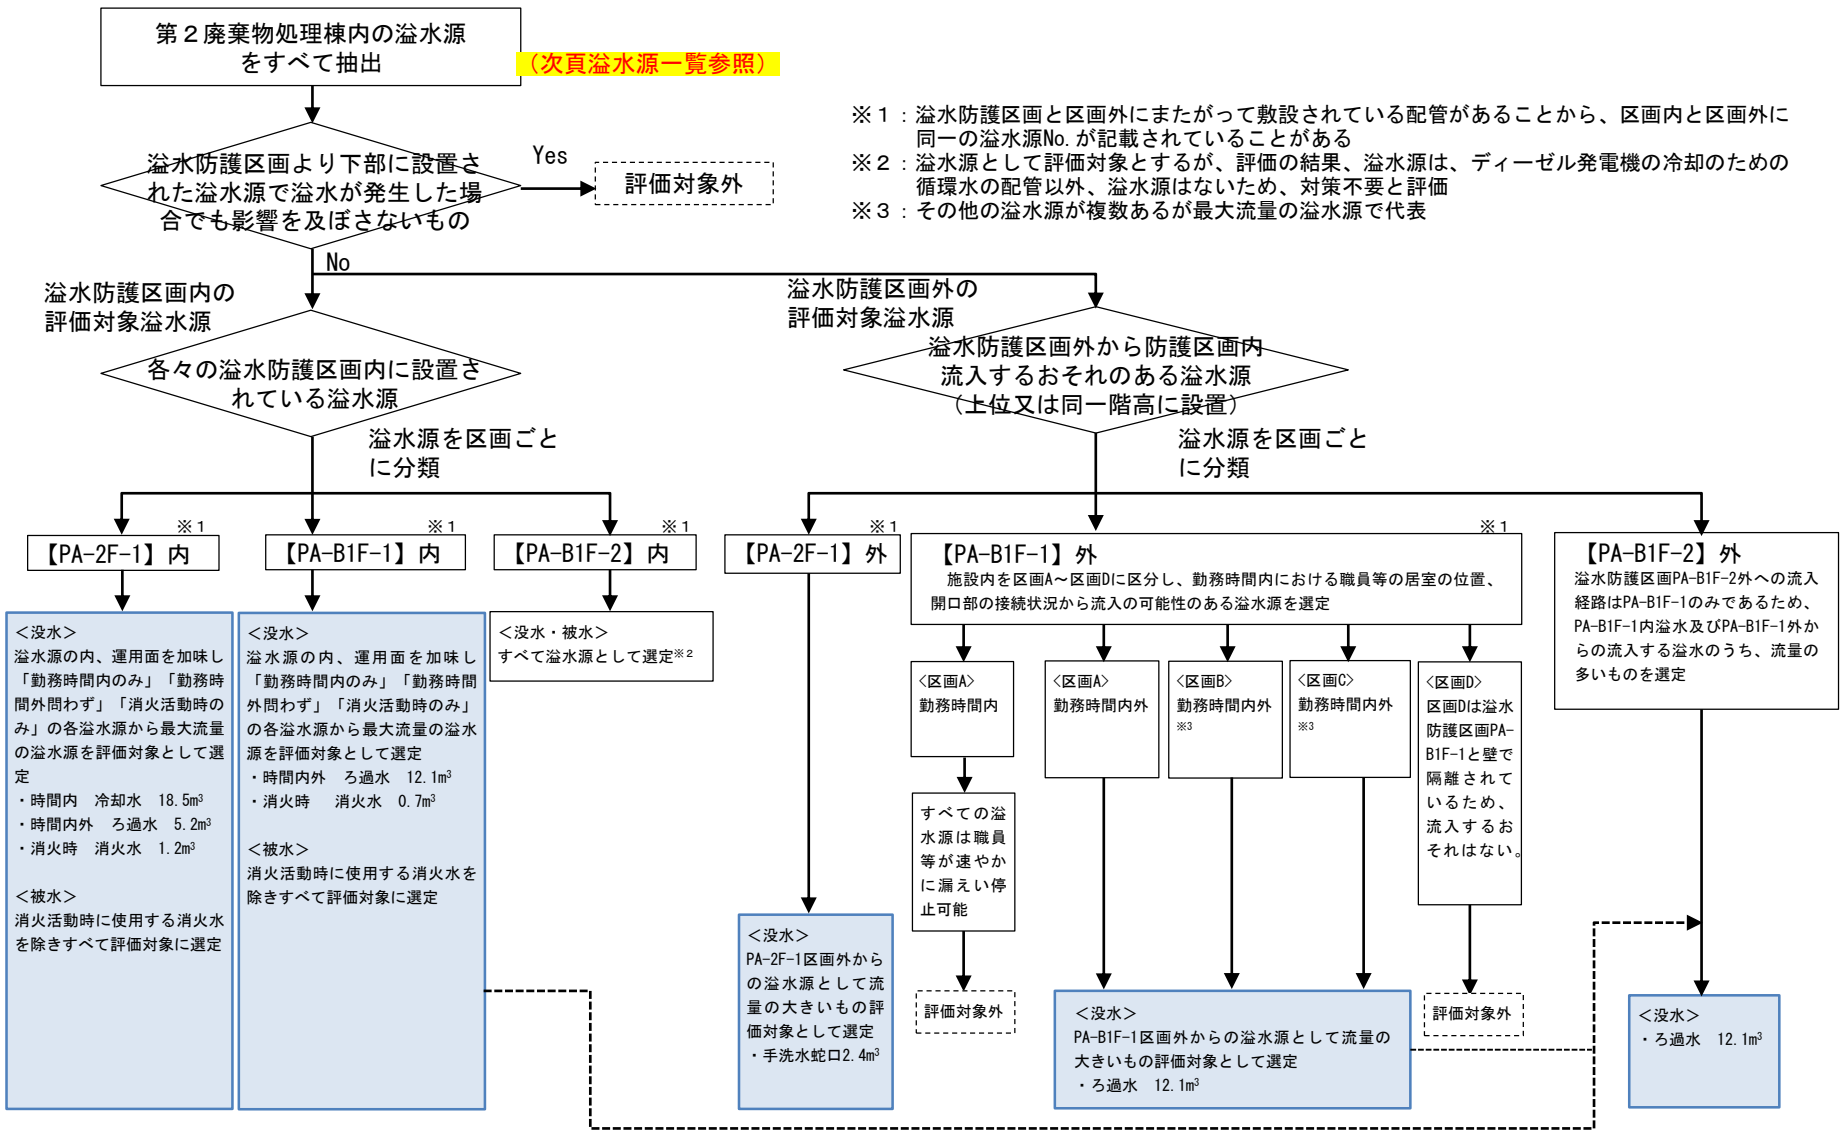 第２廃棄物処理棟内の溢水源
をすべて抽出
（次頁溢水源一覧参照）
※１：溢水防護区画と区画外にまたがって敷設されている配管があることから、区画内と区画外に
同一の溢水源No.が記載されていることがある
※２：溢水源として評価対象とするが、評価の結果、溢水源は、ディーゼル発電機の冷却のための
循環水の配管以外、溢水源はないため、対策不要と評価
※３：その他の溢水源が複数あるが最大流量の溢水源で代表
溢水防護区画より下部に設置さ
れた溢水源で溢水が発生した場
合でも影響を及ぼさないもの
Yes
評価対象外
No
溢水防護区画内の
評価対象溢水源
溢水防護区画外の
評価対象溢水源
各々の溢水防護区画内に設置さ
れている溢水源
溢水防護区画外から防護区画内
流入するおそれのある溢水源
（上位又は同一階高に設置）
溢水源を区画ごと
に分類
溢水源を区画ごと
に分類
※１
【PA-2F-1】内
※１
【PA-B1F-1】内
※１
【PA-B1F-2】内
※１
【PA-2F-1】外
※１
【PA-B1F-1】外
施設内を区画A～区画Dに区分し、勤務時間内における職員等の居室の位置、
開口部の接続状況から流入の可能性のある溢水源を選定
【PA-B1F-2】外
溢水防護区画PA-B1F-2外への流入
経路はPA-B1F-1のみであるため、
PA-B1F-1内溢水及びPA-B1F-1外か
らの流入する溢水のうち、流量の
多いものを選定
＜没水＞
溢水源の内、運用面を加味し
「勤務時間内のみ」「勤務時
間外問わず」「消火活動時の
み」の各溢水源から最大流量
の溢水源を評価対象として選
定
・時間内　冷却水　18.5m³
・時間内外　ろ過水　5.2m³
・消火時　消火水　1.2m³
＜被水＞
消火活動時に使用する消火水
を除きすべて評価対象に選定
＜没水＞
溢水源の内、運用面を加味し
「勤務時間内のみ」「勤務時間
外問わず」「消火活動時のみ」
の各溢水源から最大流量の溢水
源を評価対象として選定
・時間内外　ろ過水　12.1m³
・消火時　　消火水　0.7m³
＜被水＞
消火活動時に使用する消火水を
除きすべて評価対象に選定
＜没水・被水＞
すべて溢水源として選定※２
＜没水＞
PA-2F-1区画外から
の溢水源として流
量の大きいもの評
価対象として選定
・手洗水蛇口2.4m³
〈区画A〉
勤務時間内
すべての溢
水源は職員
等が速やか
に漏えい停
止可能
評価対象外
〈区画A〉
勤務時間内外
〈区画B〉
勤務時間内外
※3
〈区画C〉
勤務時間内外
※3
＜没水＞
PA-B1F-1区画外からの溢水源として流量の
大きいもの評価対象として選定
・ろ過水　12.1m³
〈区画D〉
区画Dは溢水
防護区画PA-
B1F-1と壁で
隔離されて
いるため、
流入するお
それはない。
評価対象外
＜没水＞
・ろ過水　12.1m³